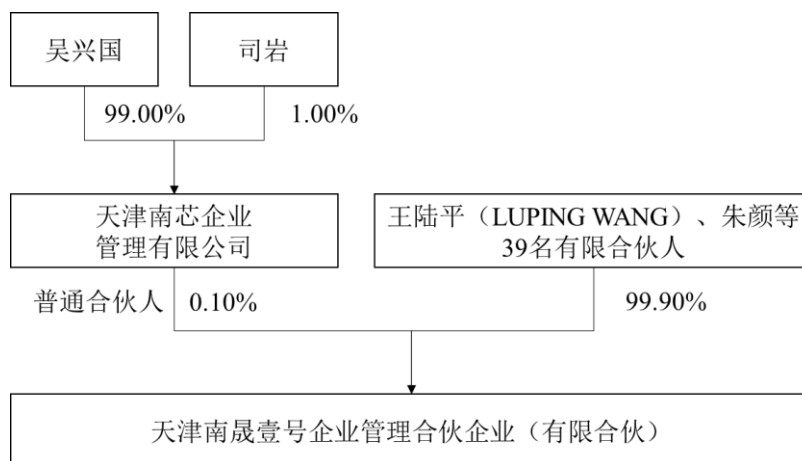 吴兴国
司岩
99.00%
1.00%
天津南芯企业
管理有限公司
王陆平（LUPING WANG）、朱颜等
39名有限合伙人
普通合伙人
0.10%
99.90%
天津南晟壹号企业管理合伙企业（有限合伙）